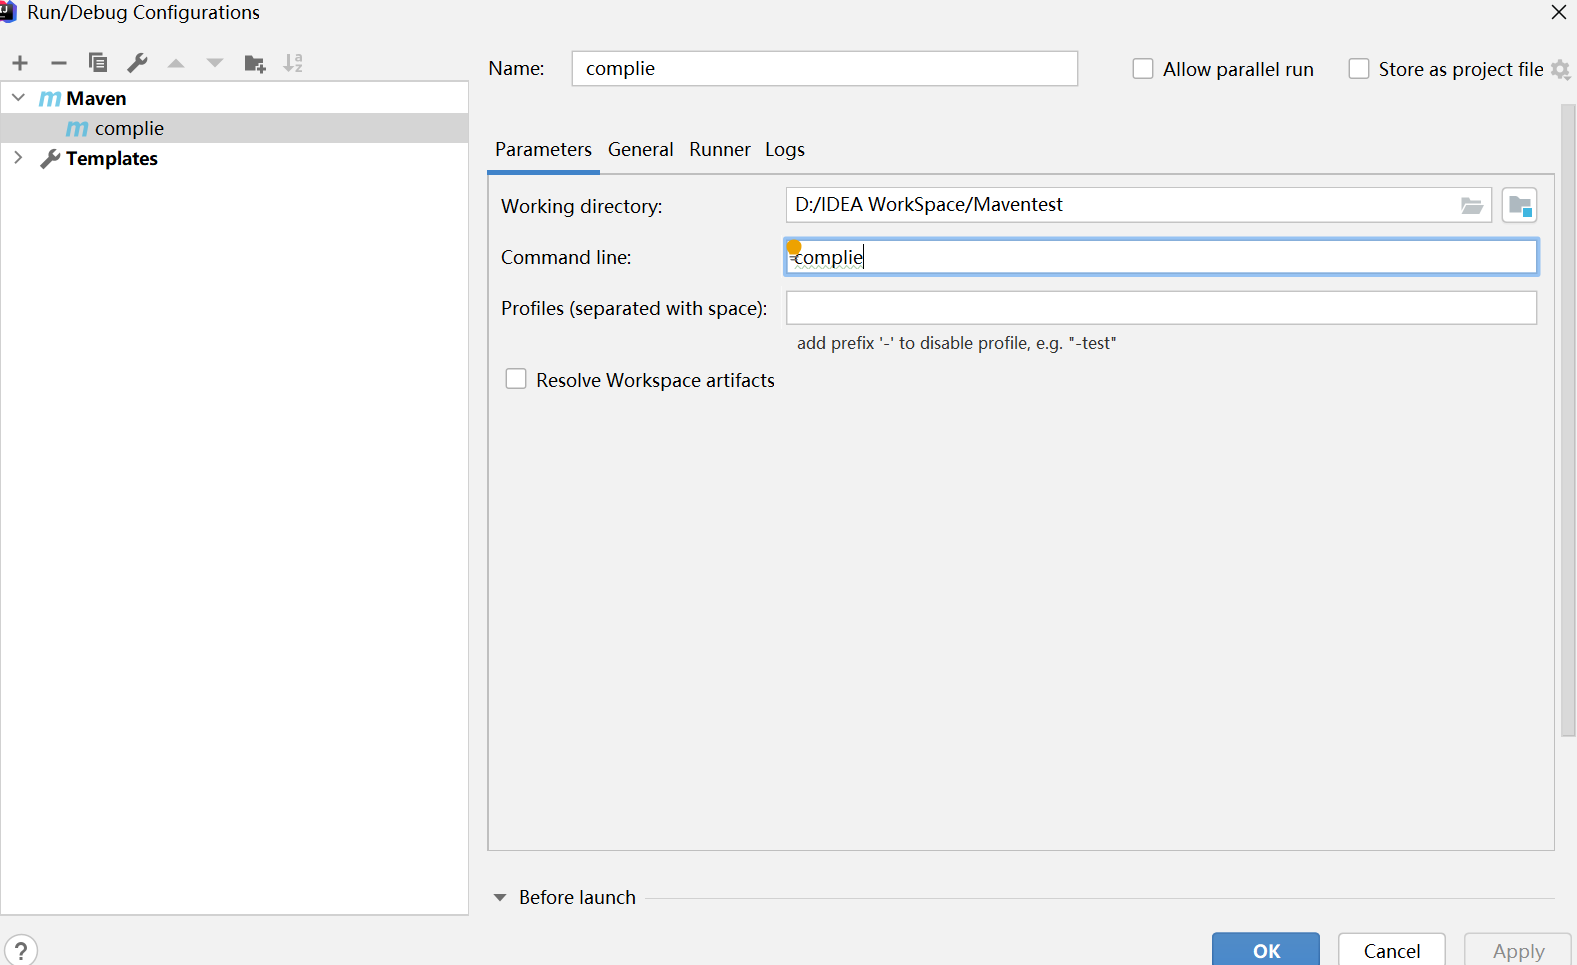 Run/Debug Configurations
Name: complie Allow parallel run Store as project file
Maven
complie
Templates
Parameters General Runner Logs
Working directory: D:/IDEA WorkSpace/Maventest
Command line: complie
Profiles (separated with space):
add prefix '-' to disable profile, e.g. "-test"
Resolve Workspace artifacts
Before launch
? OK Cancel Apply